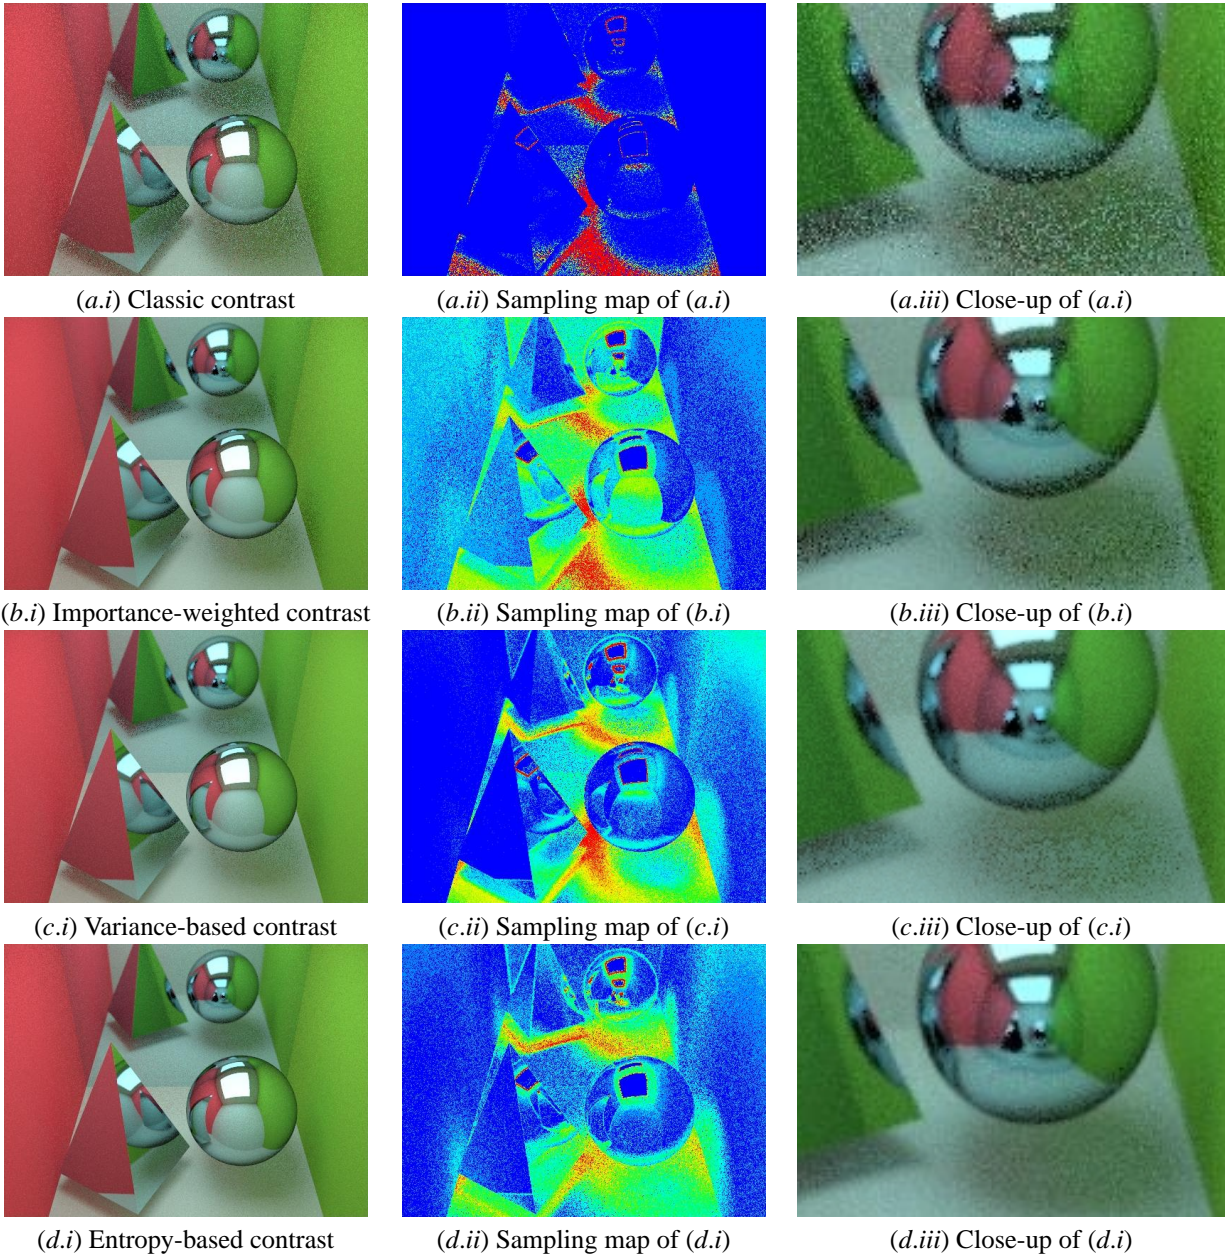 (a.i) Classic contrast
(a.ii) Sampling map of (a.i)
(a.iii) Close-up of (a.i)
(b.i) Importance-weighted contrast
(b.ii) Sampling map of (b.i)
(b.iii) Close-up of (b.i)
(c.i) Variance-based contrast
(c.ii) Sampling map of (c.i)
(c.iii) Close-up of (c.i)
(d.i) Entropy-based contrast
(d.ii) Sampling map of (d.i)
(d.iii) Close-up of (d.i)